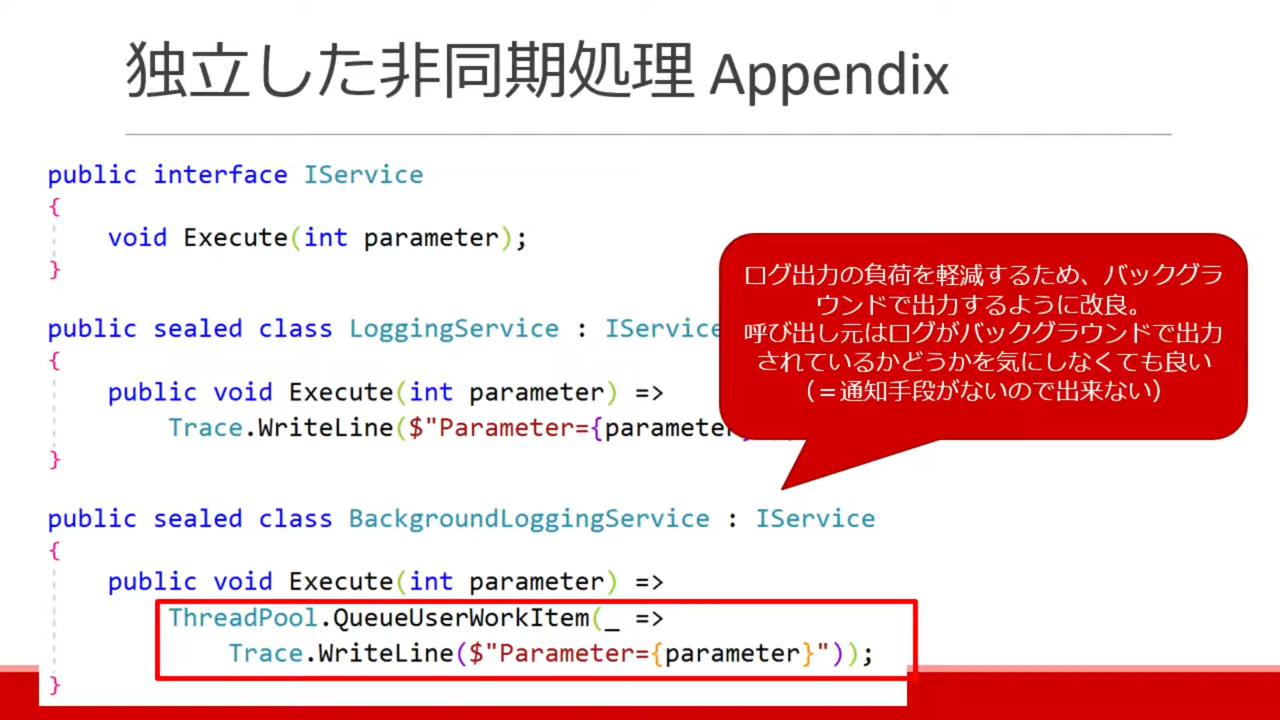 独立した非同期処理 Appendix
public interface IService
{
void Execute(int parameter);
}
public sealed class LoggingService : IService
{
public void Execute(int parameter) =>
Trace.WriteLine($"Parameter={parameter
}
ログ出力の負荷を軽減するため、バックグラ
ウンドで出力するように改良。
呼び出し元はログがバックグラウンドで出力
されているかどうかを気にしなくても良い
（＝通知手段がないので出来ない）
public sealed class BackgroundLoggingService : IService
{
public void Execute(int parameter) =>
ThreadPool.QueueUserWorkItem(_ =>
Trace.WriteLine($"Parameter={parameter}"));
}